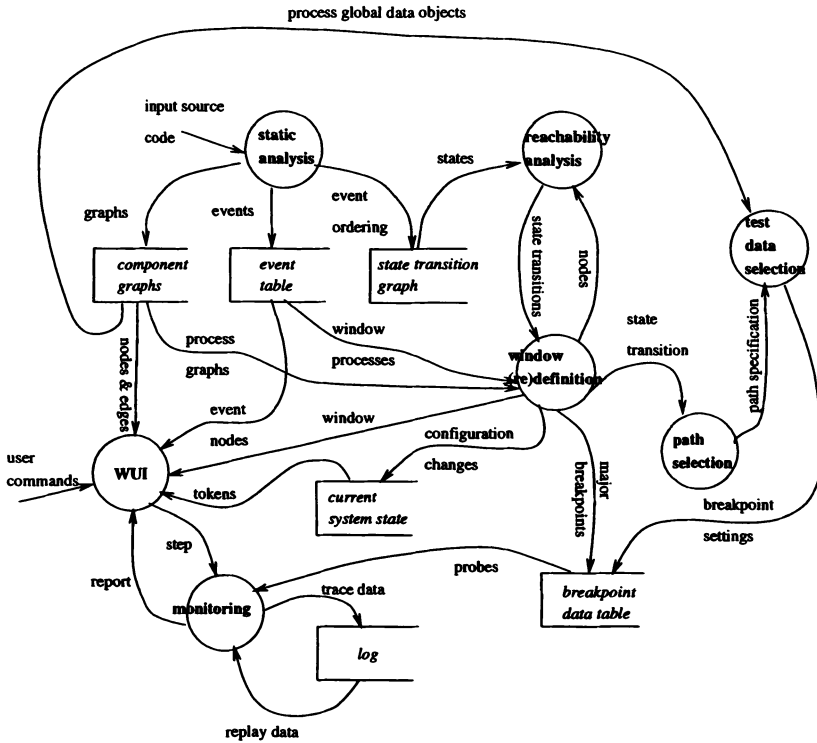 process global data objects
input source
code
static
analysis
reachability
analysis
states
event
ordering
graphs
events
component
graphs
event
table
state transition
graph
state transitions
nodes
test
data
selection
window
processes
process
graphs
window
(re)definition
state
transition
path specification
nodes & edges
event
nodes
window
configuration
changes
major
breakpoints
path
selection
user
commands
WUI
tokens
current
system state
breakpoint
settings
step
report
probes
trace data
monitoring
breakpoint
data table
log
replay data